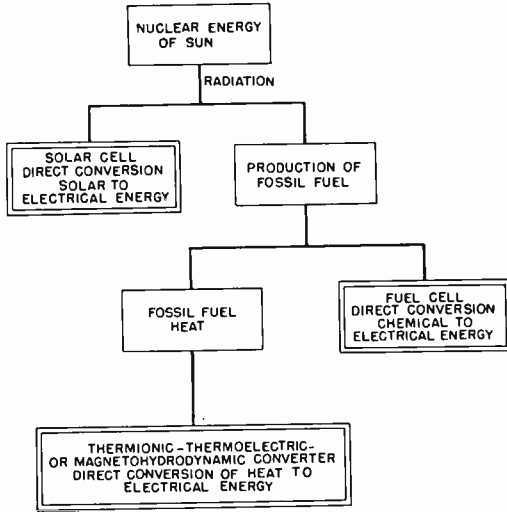 NUCLEAR ENERGY
OF SUN
RADIATION
SOLAR CELL
DIRECT CONVERSION
SOLAR TO
ELECTRICAL ENERGY
PRODUCTION OF
FOSSIL FUEL
FOSSIL FUEL
HEAT
FUEL CELL
DIRECT CONVERSION
CHEMICAL TO
ELECTRICAL ENERGY
THERMIONIC-THERMOELECTRIC-
OR MAGNETOHYDRODYNAMIC CONVERTER
DIRECT CONVERSION OF HEAT TO
ELECTRICAL ENERGY